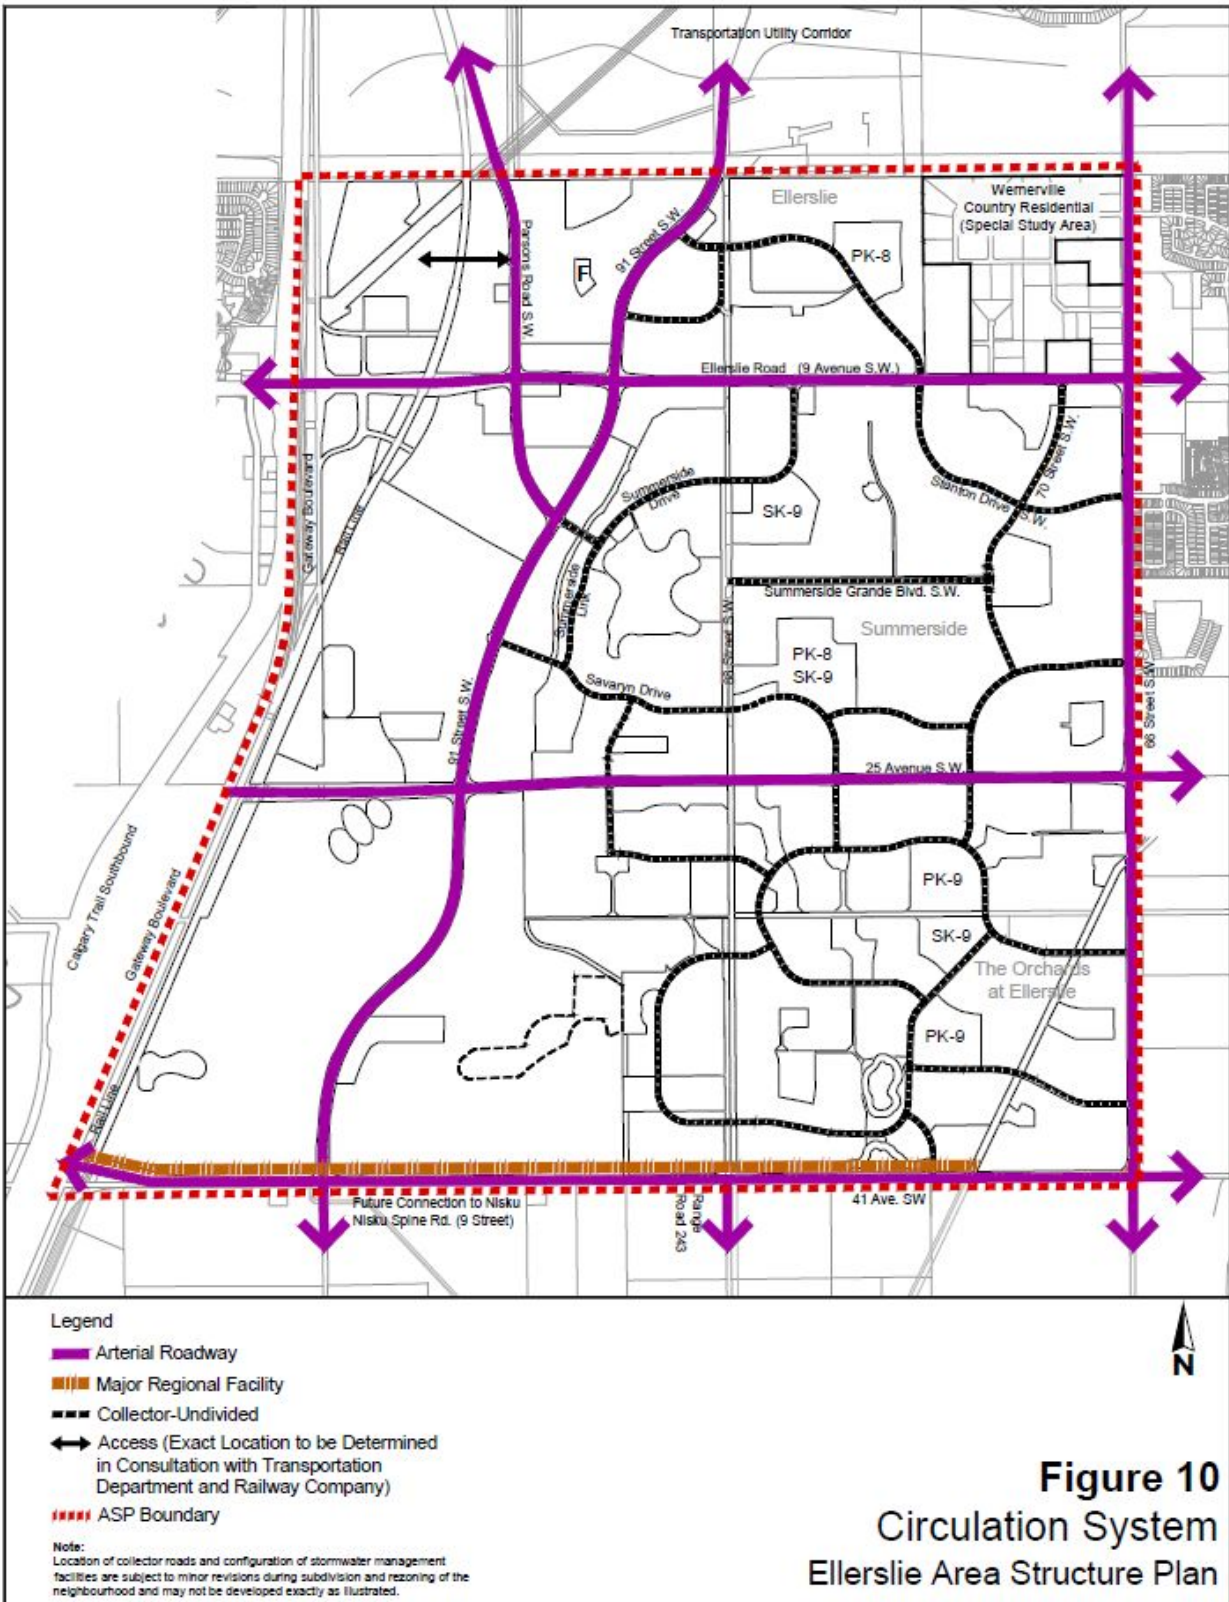 Transportation Utility Corridor
Ellerslie
Wernerville
Country Residential
(Special Study Area)
91 Street S.W.
Parsons Road S.W.
PK-8
F
Ellerslie Road (9 Avenue S.W.)
Gateway Boulevard
Rail Line
Summerside
Drive
SK-9
Stanton Drive S.W.
70 Street S.W.
Summerside
Link
Summerside Grande Blvd. S.W.
Summerside
PK-8
SK-9
Savaryn Drive
Street S.W.
66 Street S.W.
91 Street S.W.
25 Avenue S.W.
Calgary Trail Southbound
Gateway Boulevard
PK-9
SK-9
The Orchards
at Ellerslie
PK-9
Rail Line
Future Connection to Nisku
Nisku Spine Rd. (9 Street)
Range
Road 243
41 Ave. SW
Legend
Arterial Roadway
Major Regional Facility
Collector-Undivided
Access (Exact Location to be Determined
in Consultation with Transportation
Department and Railway Company)
ASP Boundary
Note:
Location of collector roads and configuration of stormwater management
facilities are subject to minor revisions during subdivision and rezoning of the
neighbourhood and may not be developed exactly as illustrated.
N
Figure 10
Circulation System
Ellerslie Area Structure Plan